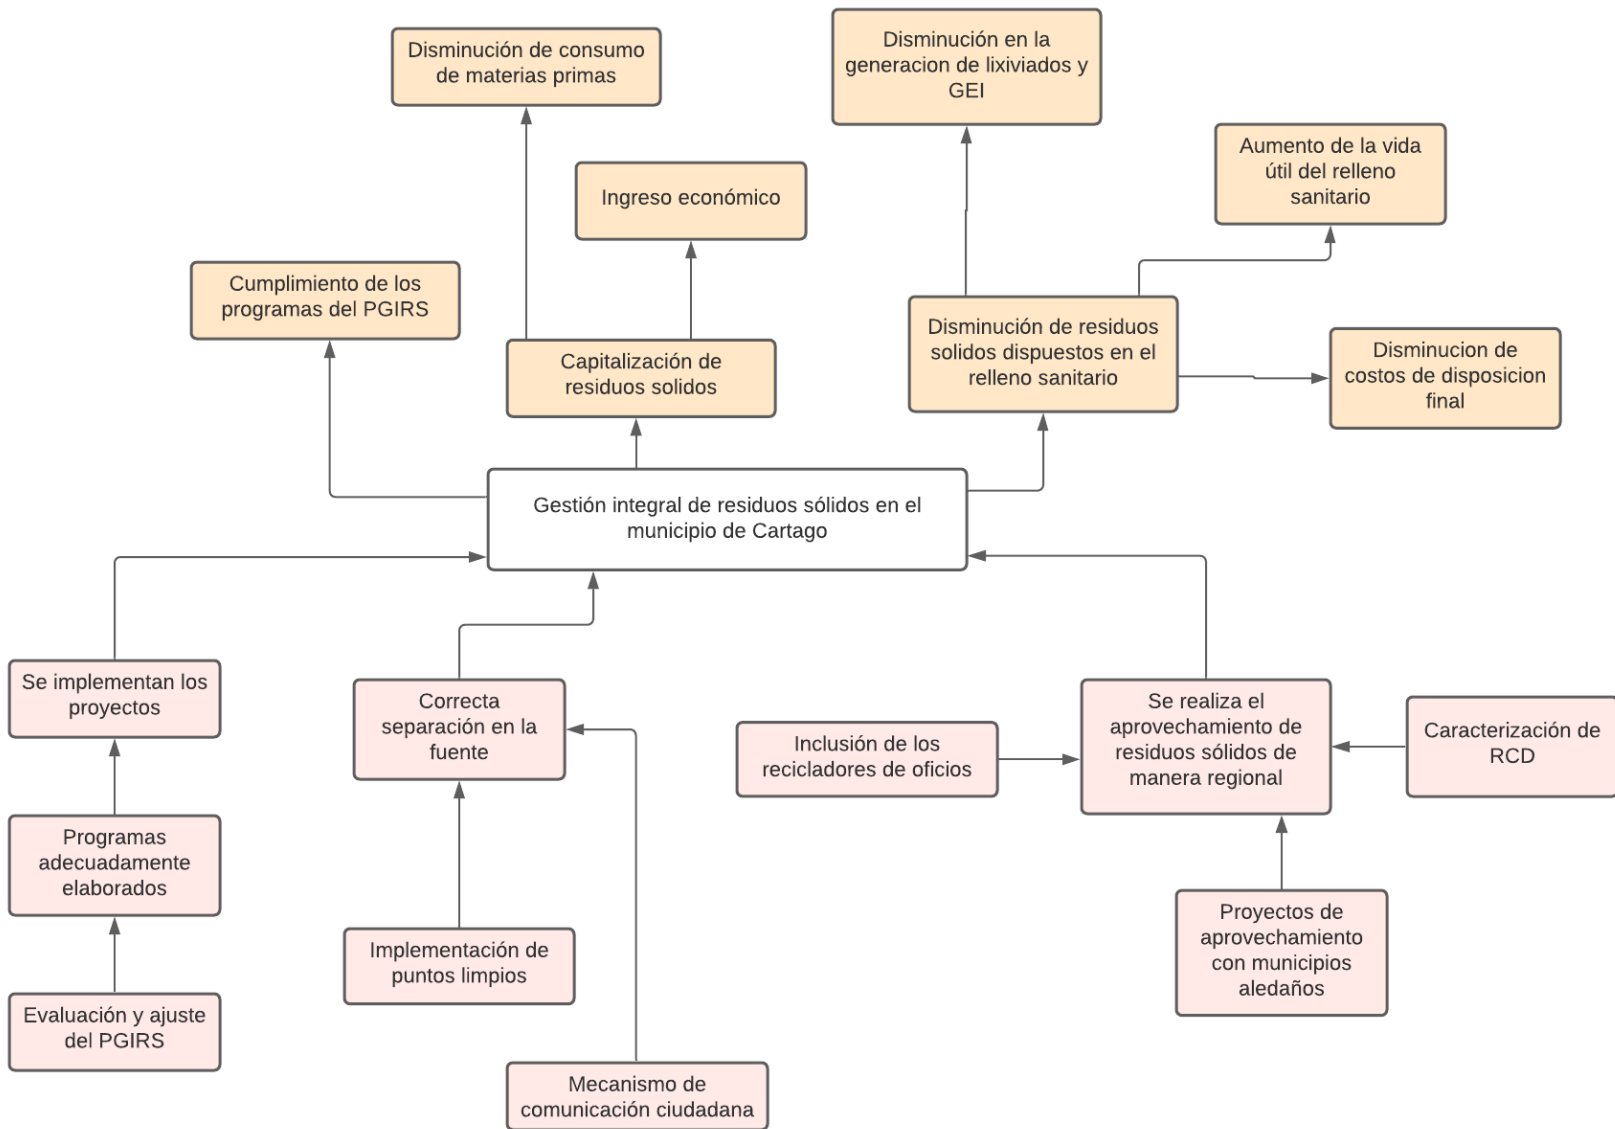 Disminución de consumo
de materias primas
Disminución en la
generacion de lixiviados y
GEI
Aumento de la vida
útil del relleno
sanitario
Ingreso económico
Cumplimiento de los
programas del PGIRS
Capitalización de
residuos solidos
Disminución de residuos
solidos dispuestos en el
relleno sanitario
Disminucion de
costos de disposicion
final
Gestión integral de residuos sólidos en el
municipio de Cartago
Se implementan los
proyectos
Correcta
separación en la
fuente
Inclusión de los
recicladores de oficios
Se realiza el
aprovechamiento de
residuos sólidos de
manera regional
Caracterización de
RCD
Programas
adecuadamente
elaborados
Implementación de
puntos limpios
Proyectos de
aprovechamiento
con municipios
aledaños
Evaluación y ajuste
del PGIRS
Mecanismo de
comunicación ciudadana